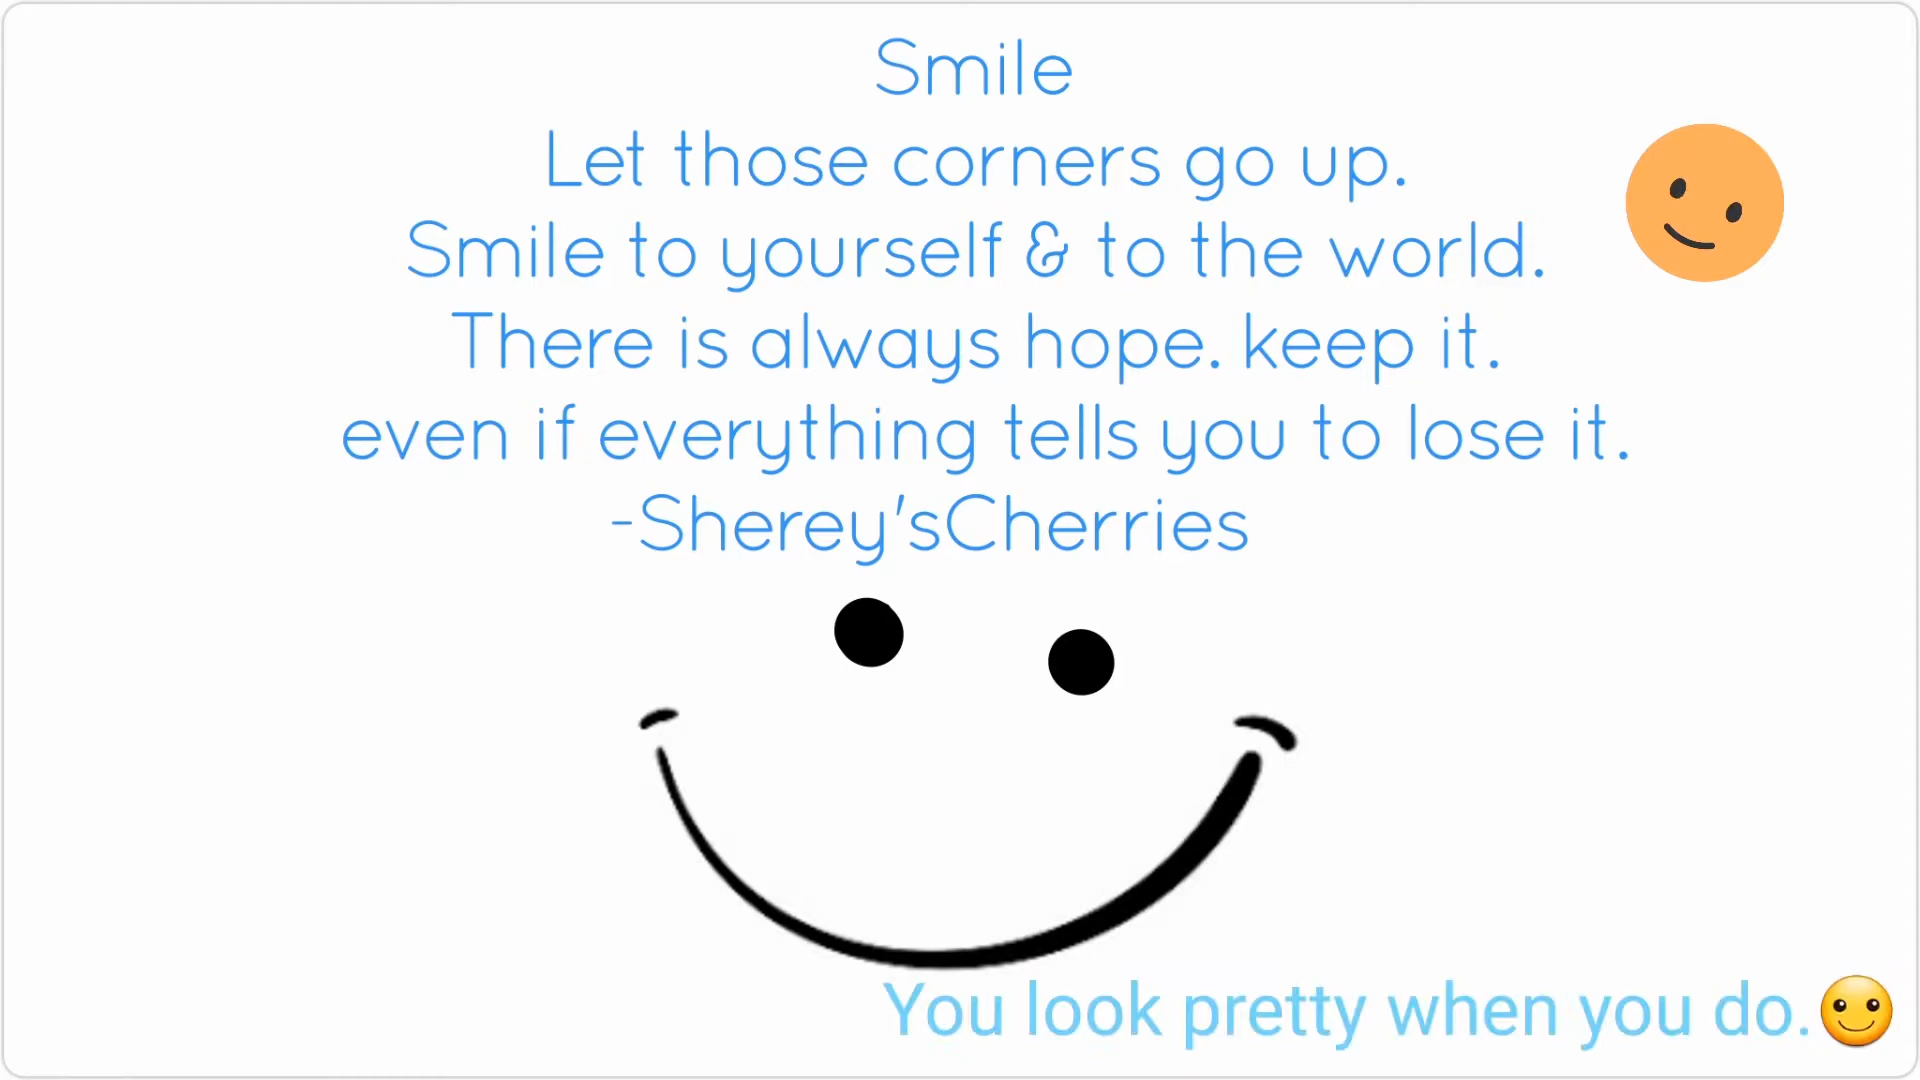 Smile
Let those corners go up.
Smile to yourself & to the world.
There is always hope. keep it.
even if everything tells you to lose it.
-Sherey'sCherries
You look pretty when you do.🙂